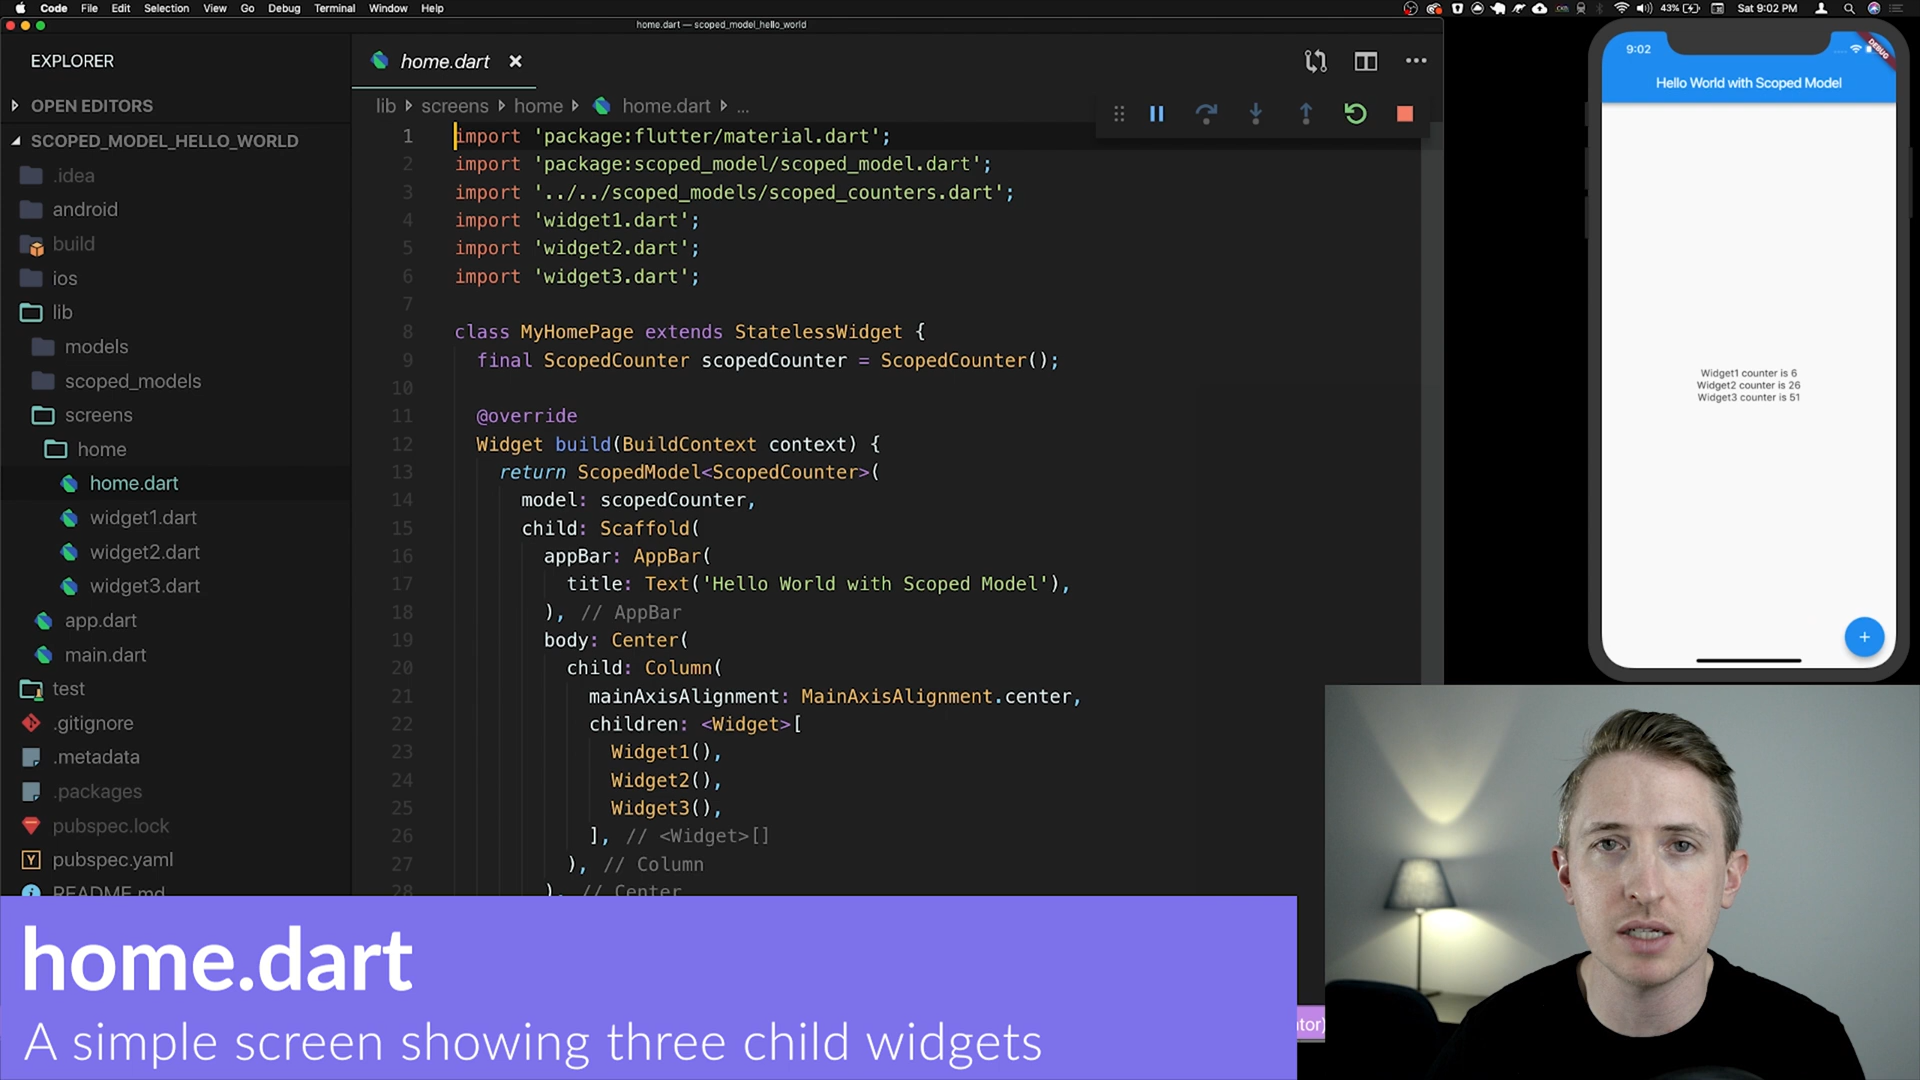 Code File Edit Selection View Go Debug Terminal Window Help
43% Sat 9:02 PM
home.dart — scoped_model_hello_world
EXPLORER
OPEN EDITORS
SCOPED_MODEL_HELLO_WORLD
.idea
android
build
ios
lib
models
scoped_models
screens
home
home.dart
widget1.dart
widget2.dart
widget3.dart
app.dart
main.dart
test
.gitignore
.metadata
.packages
pubspec.lock
pubspec.yaml
README.md
home.dart
lib screens home home.dart ...
1 import 'package:flutter/material.dart';
2 import 'package:scoped_model/scoped_model.dart';
3 import '../../scoped_models/scoped_counters.dart';
4 import 'widget1.dart';
5 import 'widget2.dart';
6 import 'widget3.dart';
7
8 class MyHomePage extends StatelessWidget {
9 final ScopedCounter scopedCounter = ScopedCounter();
10
11 @override
12 Widget build(BuildContext context) {
13 return ScopedModel<ScopedCounter>(
14 model: scopedCounter,
15 child: Scaffold(
16 appBar: AppBar(
17 title: Text('Hello World with Scoped Model'),
18 ), // AppBar
19 body: Center(
20 child: Column(
21 mainAxisAlignment: MainAxisAlignment.center,
22 children: <Widget>[
23 Widget1(),
24 Widget2(),
25 Widget3(),
26 ], // <Widget>[]
27 ), // Column
28 ), // Center
9:02
DEBUG
Hello World with Scoped Model
Widget1 counter is 6
Widget2 counter is 26
Widget3 counter is 51
+
home.dart
A simple screen showing three child widgets
ator)